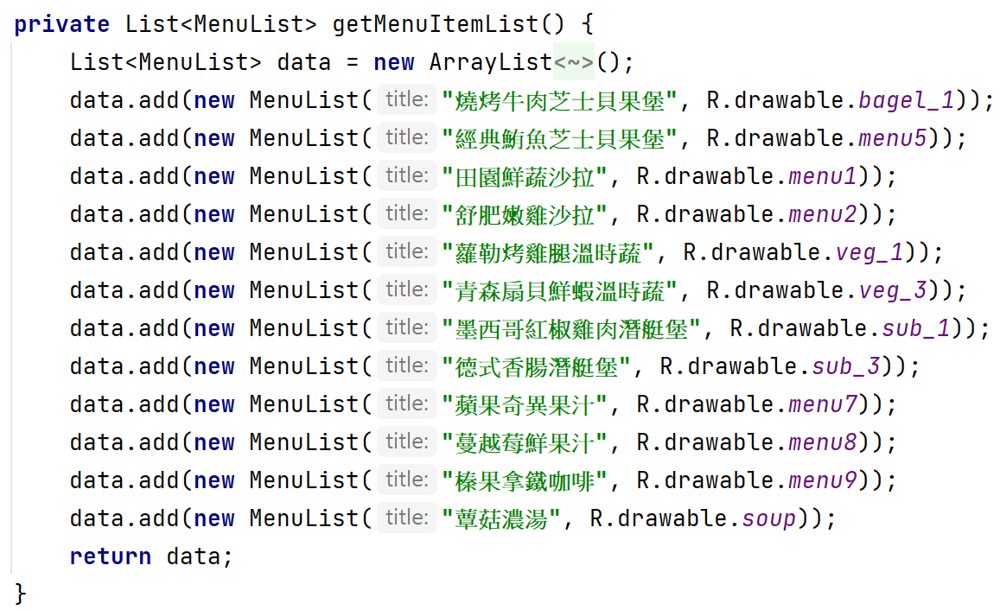 private List<MenuList> getMenuItemList() {
    List<MenuList> data = new ArrayList<~>();
    data.add(new MenuList( title: "燒烤牛肉芝士貝果堡", R.drawable.bagel_1));
    data.add(new MenuList( title: "經典鮪魚芝士貝果堡", R.drawable.menu5));
    data.add(new MenuList( title: "田園鮮蔬沙拉", R.drawable.menu1));
    data.add(new MenuList( title: "舒肥嫩雞沙拉", R.drawable.menu2));
    data.add(new MenuList( title: "蘿勒烤雞腿溫時蔬", R.drawable.veg_1));
    data.add(new MenuList( title: "青森扇貝鮮蝦溫時蔬", R.drawable.veg_3));
    data.add(new MenuList( title: "墨西哥紅椒雞肉潛艇堡", R.drawable.sub_1));
    data.add(new MenuList( title: "德式香腸潛艇堡", R.drawable.sub_3));
    data.add(new MenuList( title: "蘋果奇異果汁", R.drawable.menu7));
    data.add(new MenuList( title: "蔓越莓鮮果汁", R.drawable.menu8));
    data.add(new MenuList( title: "榛果拿鐵咖啡", R.drawable.menu9));
    data.add(new MenuList( title: "蕈菇濃湯", R.drawable.soup));
    return data;
}